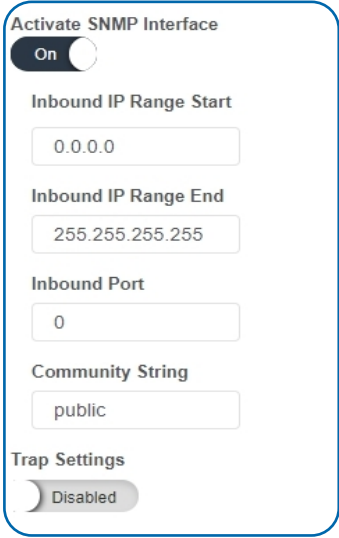 Activate SNMP Interface
On
Inbound IP Range Start
0.0.0.0
Inbound IP Range End
255.255.255.255
Inbound Port
0
Community String
public
Trap Settings
Disabled